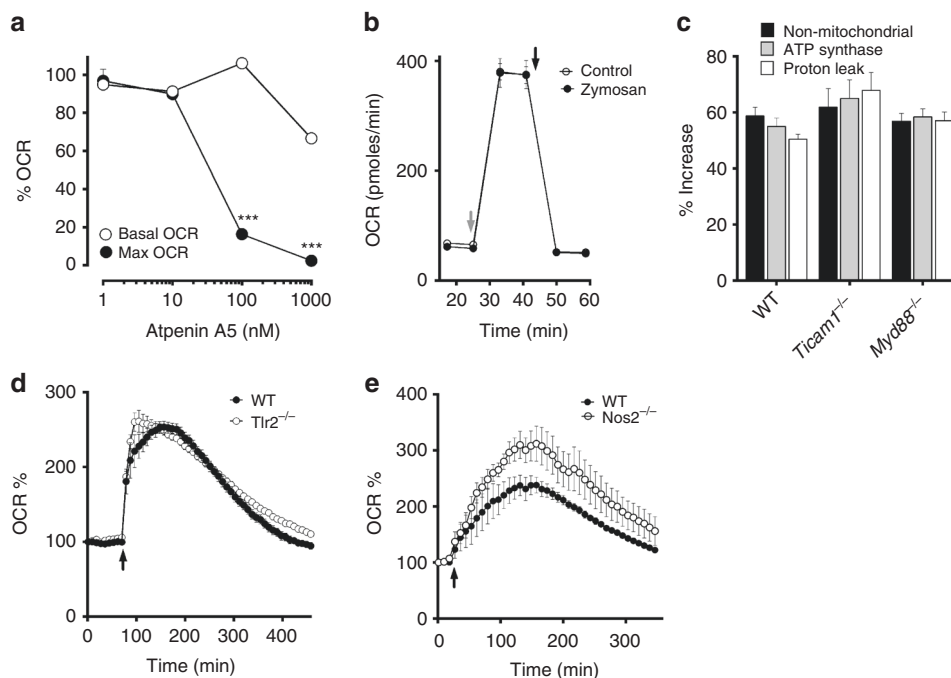 a
100
80
60
40
20
0
% OCR
Basal OCR
Max OCR
***
***
1
10
100
1000
Atpenin A5 (nM)
b
400
200
0
OCR (pmoles/min)
Control
Zymosan
20
30
40
50
60
Time (min)
c
Non-mitochondrial
ATP synthase
Proton leak
80
60
40
20
0
% Increase
WT
Ticam1⁻/⁻
Myd88⁻/⁻
d
WT
Tlr2⁻/⁻
300
200
100
0
OCR %
0
100
200
300
400
Time (min)
e
WT
Nos2⁻/⁻
400
300
200
100
0
OCR %
0
100
200
300
Time (min)